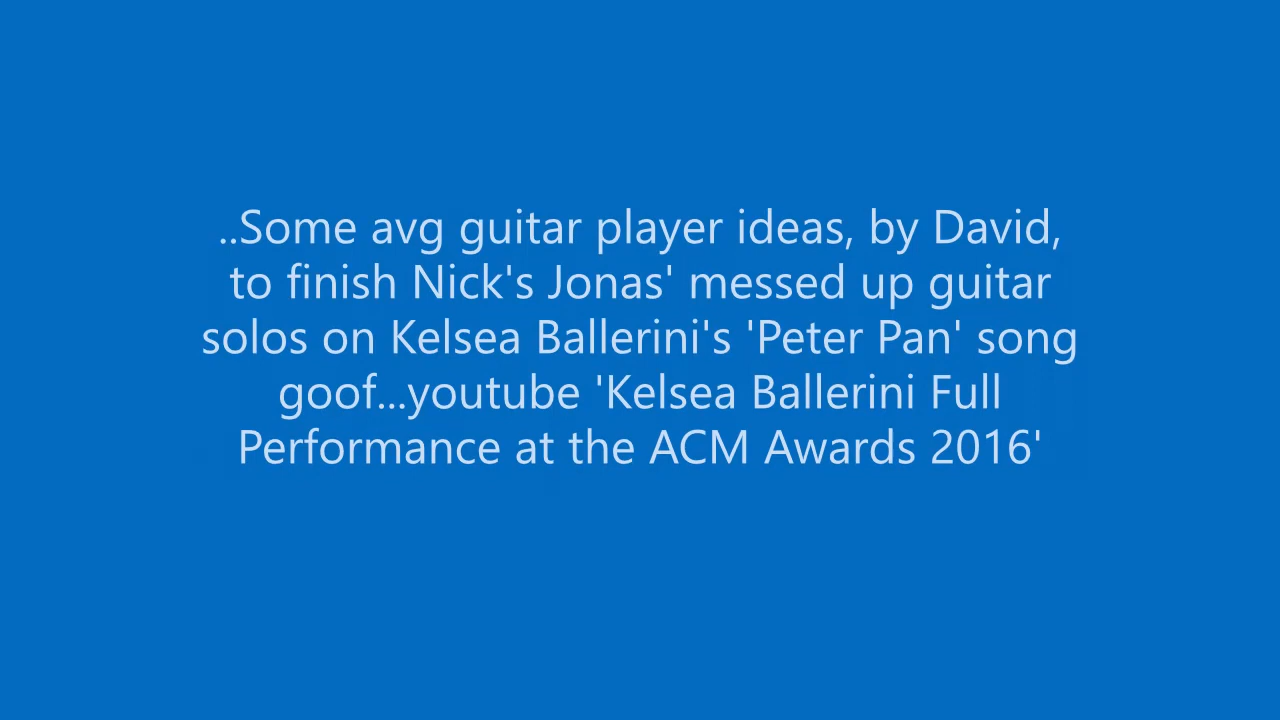 ..Some avg guitar player ideas, by David,
to finish Nick's Jonas' messed up guitar
solos on Kelsea Ballerini's 'Peter Pan' song
goof...youtube 'Kelsea Ballerini Full
Performance at the ACM Awards 2016'